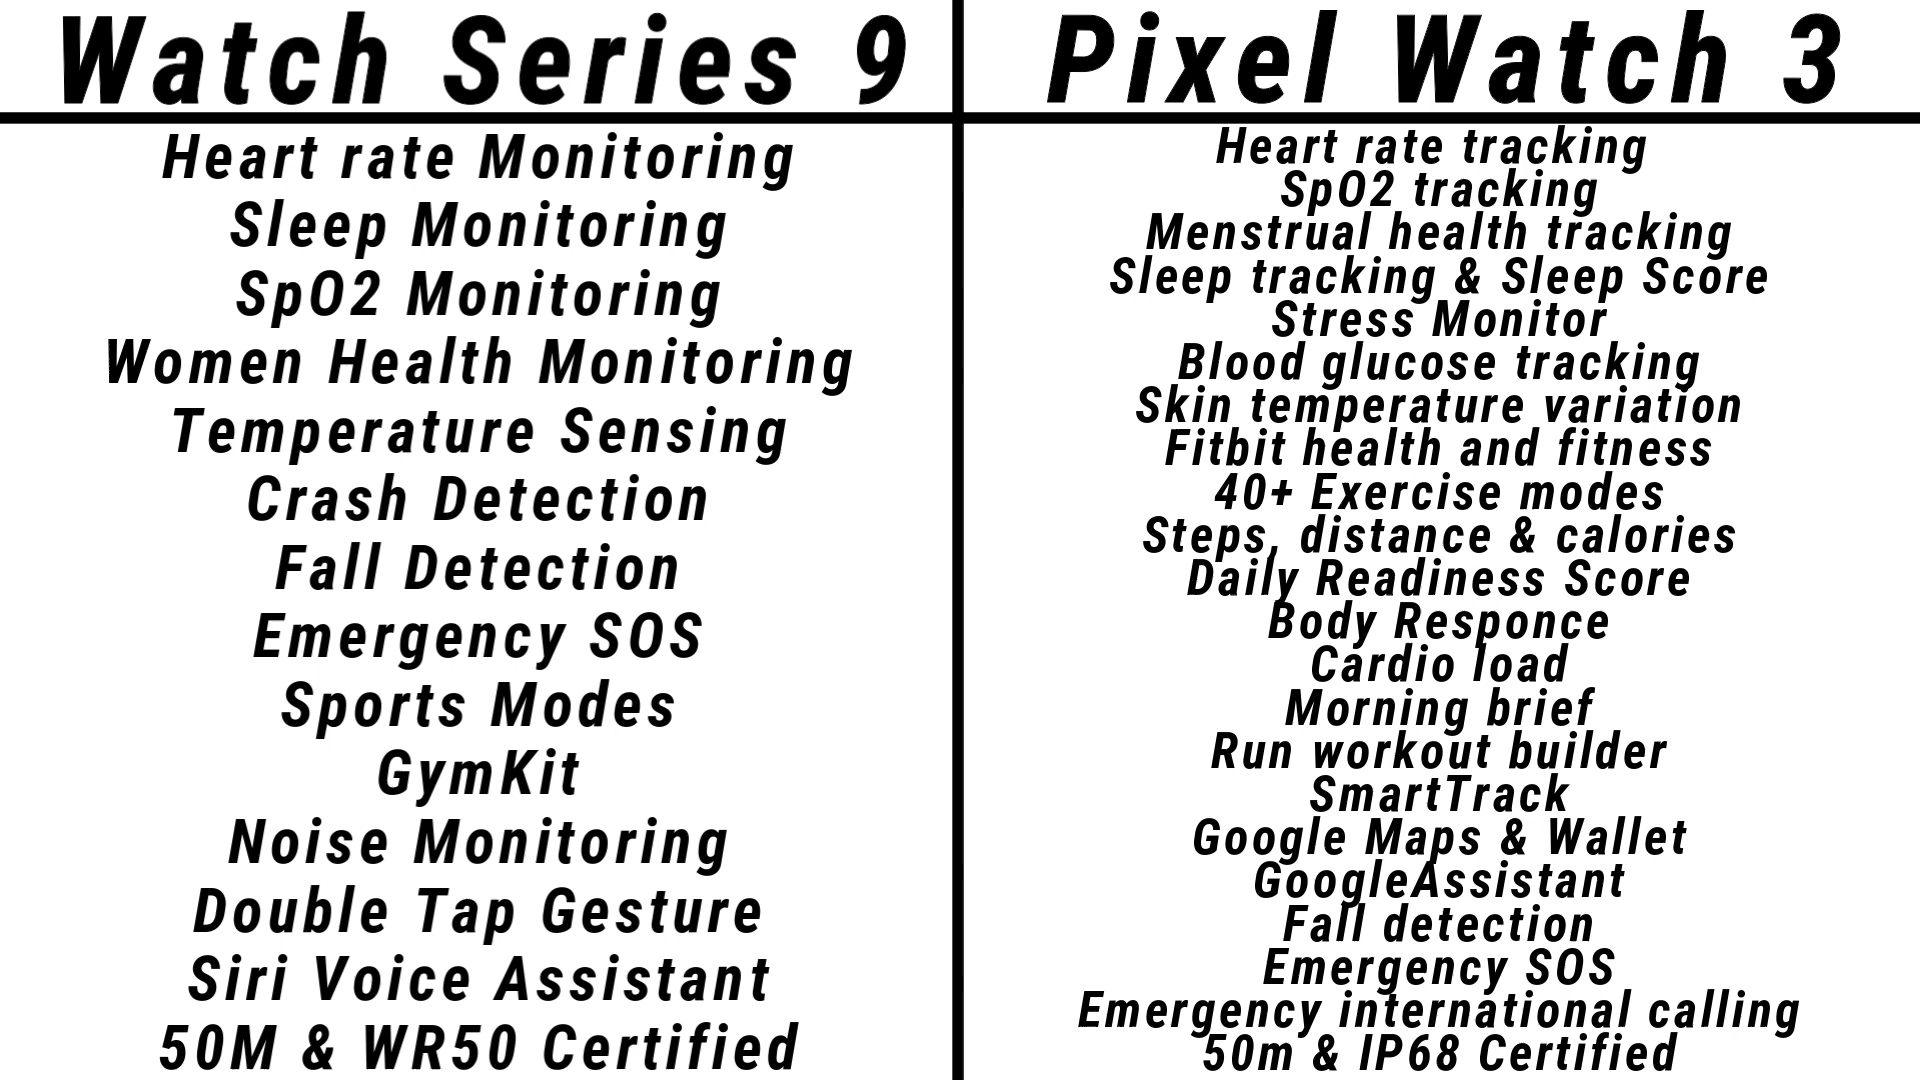 Watch Series 9
Heart rate Monitoring
Sleep Monitoring
SpO2 Monitoring
Women Health Monitoring
Temperature Sensing
Crash Detection
Fall Detection
Emergency SOS
Sports Modes
GymKit
Noise Monitoring
Double Tap Gesture
Siri Voice Assistant
50M & WR50 Certified
Pixel Watch 3
Heart rate tracking
SpO2 tracking
Menstrual health tracking
Sleep tracking & Sleep Score
Stress Monitor
Blood glucose tracking
Skin temperature variation
Fitbit health and fitness
40+ Exercise modes
Steps, distance & calories
Daily Readiness Score
Body Responce
Cardio load
Morning brief
Run workout builder
SmartTrack
Google Maps & Wallet
GoogleAssistant
Fall detection
Emergency SOS
Emergency international calling
50m & IP68 Certified